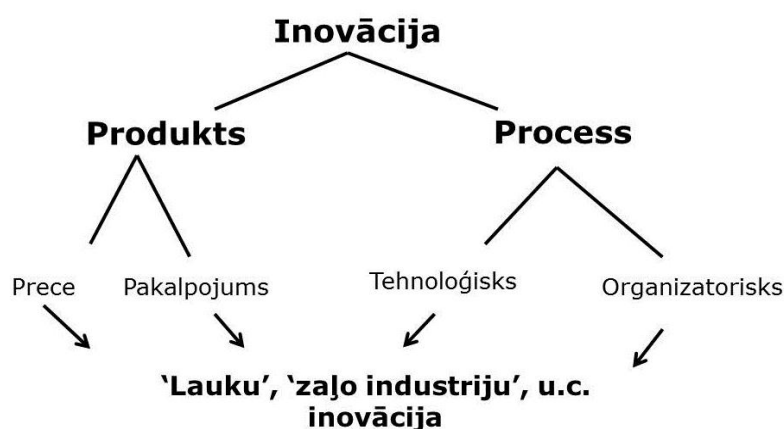 Inovācija
Produkts
Process
Prece
Pakalpojums
Tehnoloģisks
Organizatorisks
‘Lauku’, ‘zaļo industriju’, u.c.
inovācija